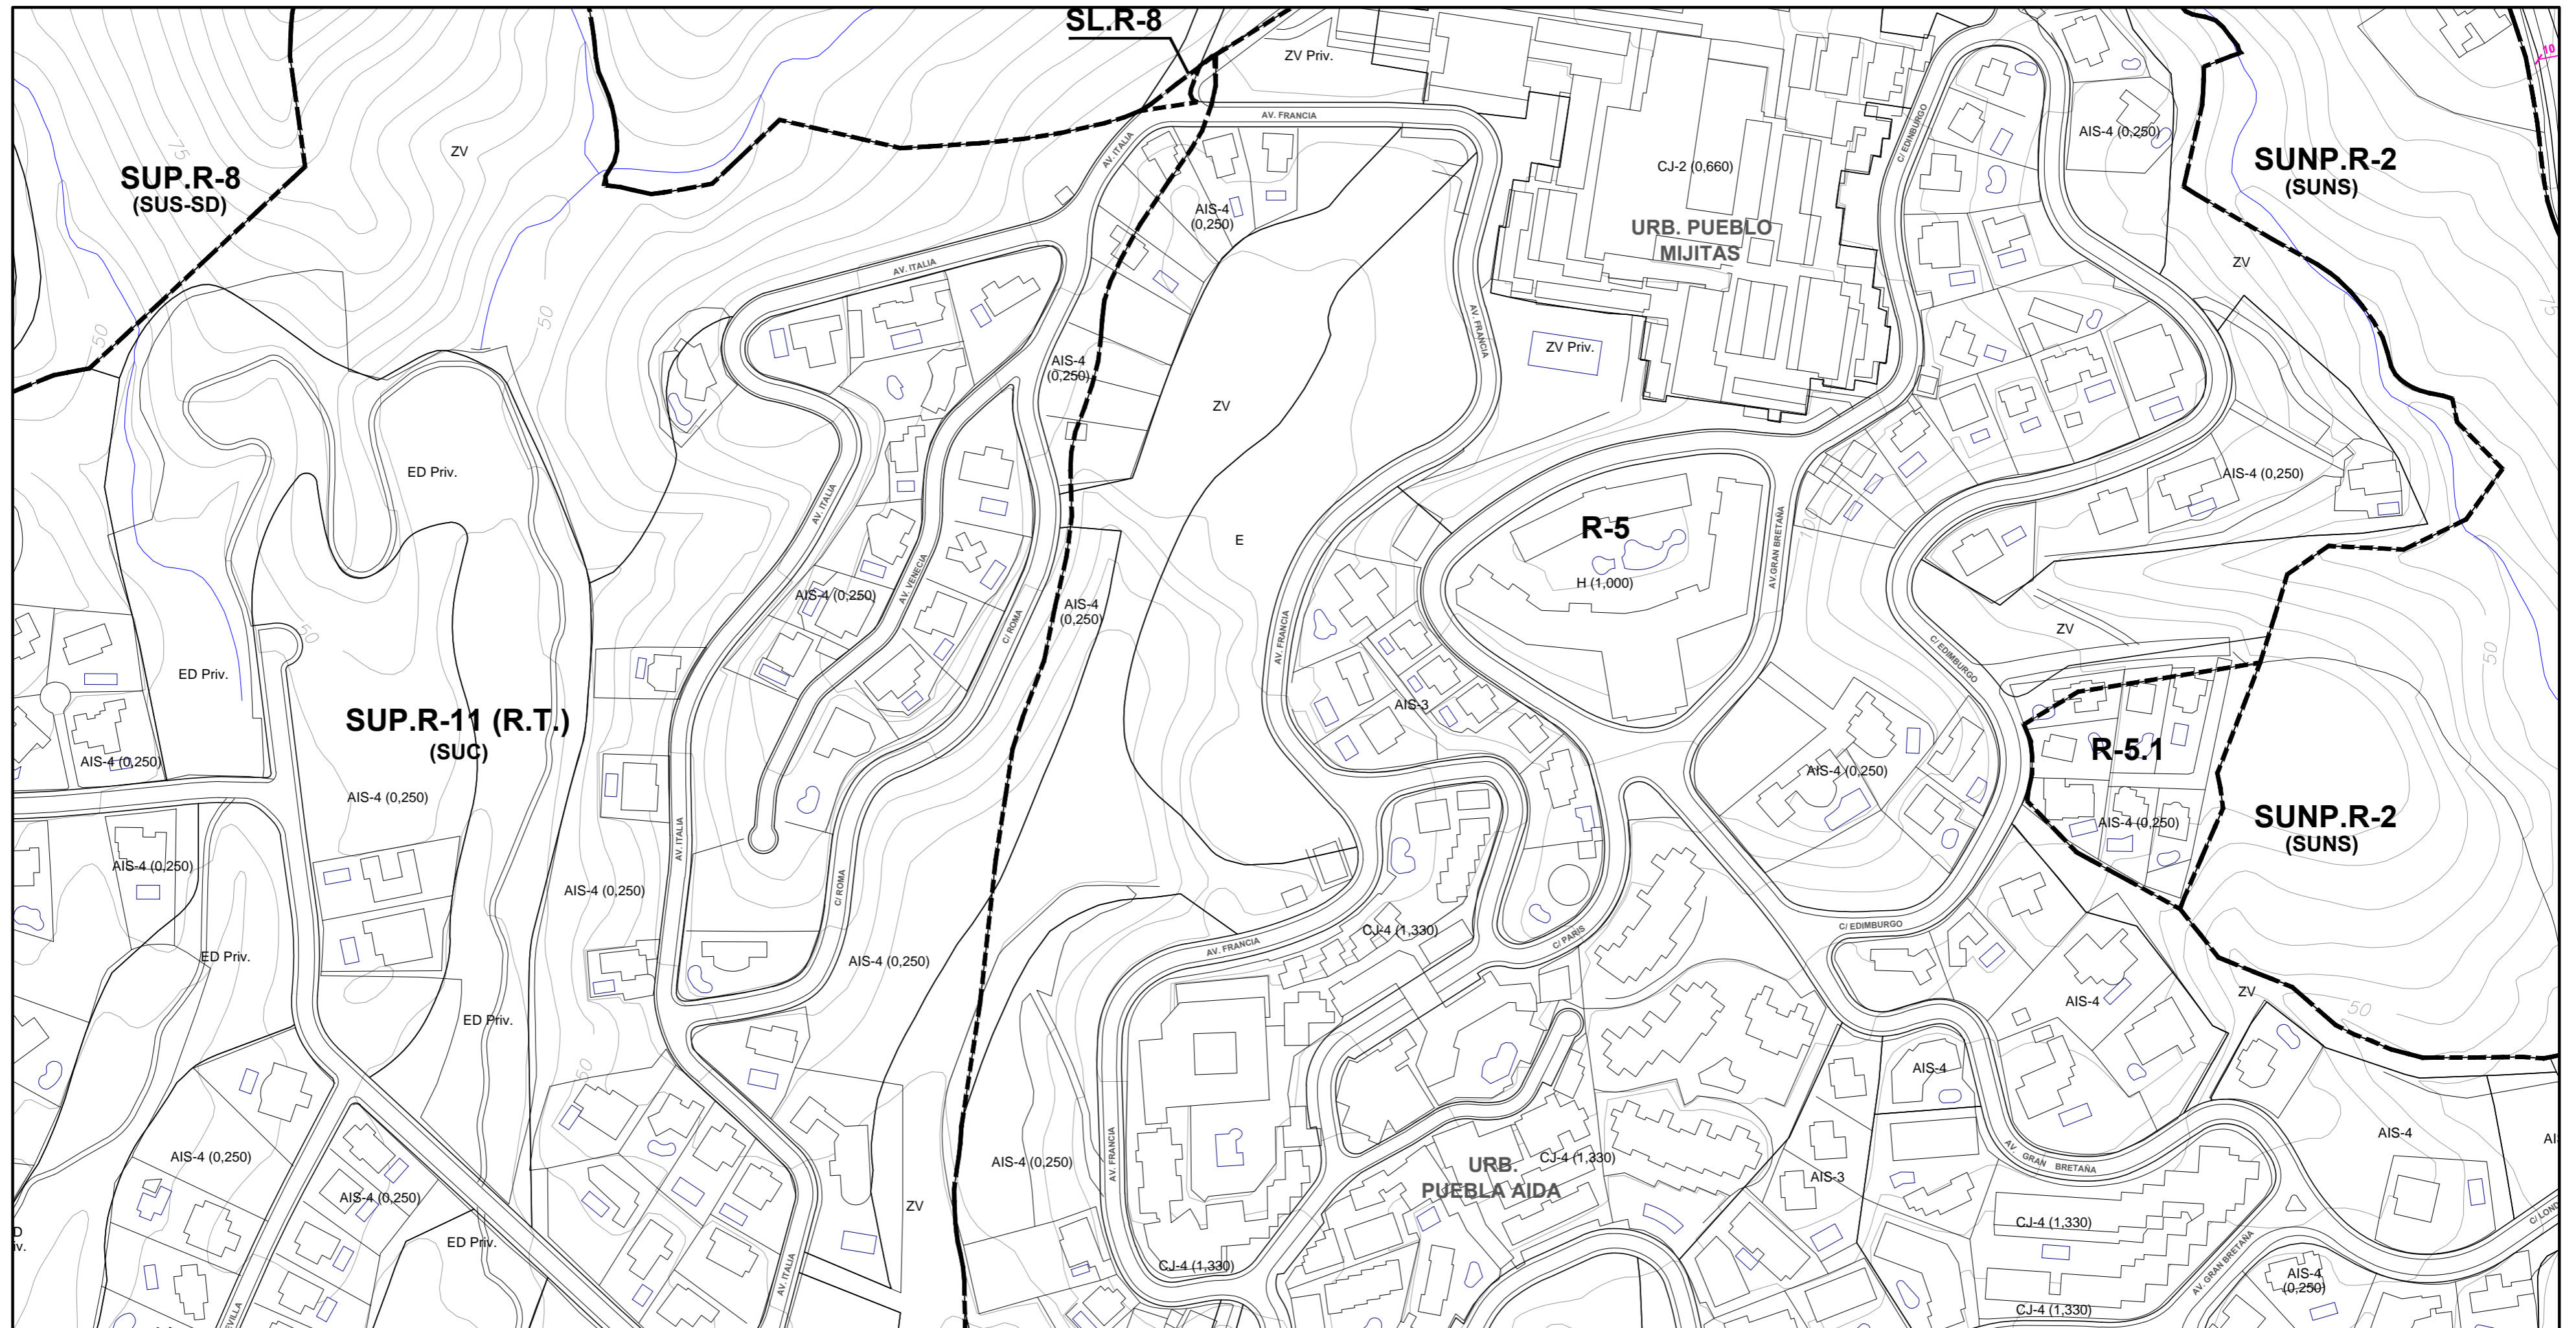 SL.R-8
ZV Priv.
10
AV. FRANCIA
C/ EDINBURGO
AV. ITALIA
AIS-4 (0,250)
ZV
75
SUP.R-8
(SUS-SD)
CJ-2 (0,660)
SUNP.R-2
(SUNS)
AIS-4
(0,250)
URB. PUEBLO
MIJITAS
AV. ITALIA
ZV
50
50
AV. FRANCIA
ZV Priv.
AIS-4
(0,250)
ZV
ED Priv.
AIS-4 (0,250)
AV. ITALIA
R-5
AV.GRAN BRETAÑA
E
H (1,000)
AV. VENECIA
AIS-4 (0,250)
AIS-4
(0,250)
C/ ROMA
AV. FRANCIA
ZV
50
C/ EDIMBURGO
50
ED Priv.
AIS-3
SUP.R-11 (R.T.)
(SUC)
R-5.1
AIS-4 (0,250)
AIS-4 (0,250)
AIS-4 (0,250)
SUNP.R-2
(SUNS)
AIS-4 (0,250)
AV. ITALIA
AIS-4 (0,250)
AIS-4 (0,250)
C/ ROMA
CJ-4 (1,330)
C/ EDIMBURGO
C/ PARIS
AV. FRANCIA
ED Priv.
AIS-4 (0,250)
ZV
AIS-4
50
ED Priv.
50
AIS-4
AIS-4
AV. FRANCIA
AIS-4 (0,250)
AIS-4 (0,250)
CJ-4 (1,330)
URB.
PUEBLA AIDA
AV. GRAN BRETAÑA
AIS-3
AIS-4 (0,250)
ZV
CJ-4 (1,330)
ED Priv.
CJ-4 (1,330)
AV. ITALIA
AV. GRAN BRETAÑA
AIS-4
(0,250)
CJ-4 (1,330)